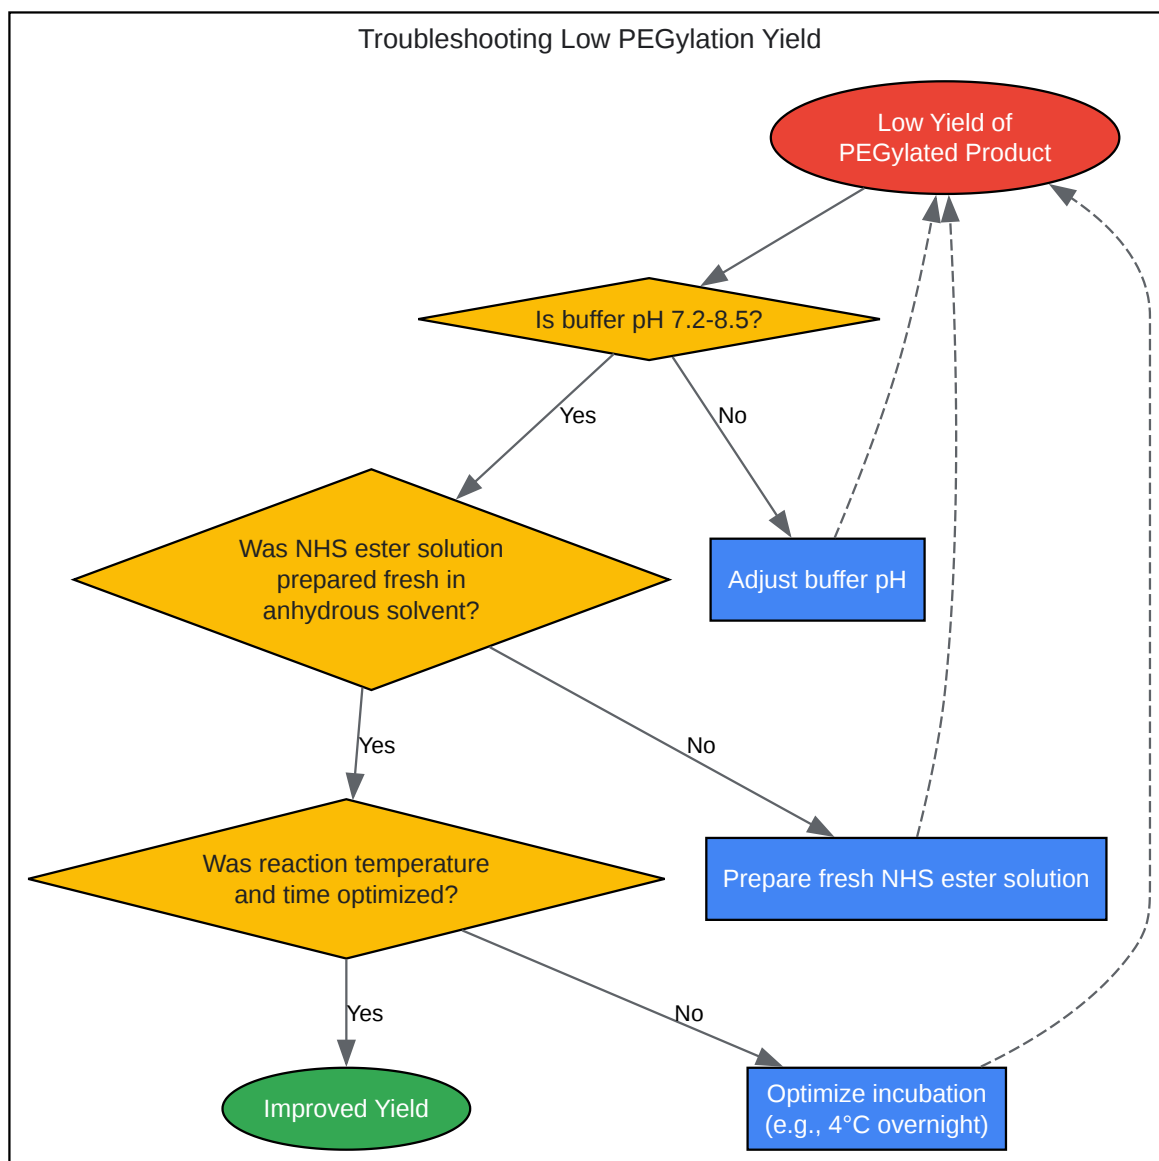 Troubleshooting Low PEGylation Yield
Low Yield of
PEGylated Product
Is buffer pH 7.2-8.5?
Yes
No
Was NHS ester solution
prepared fresh in
anhydrous solvent?
Adjust buffer pH
Yes
No
Was reaction temperature
and time optimized?
Prepare fresh NHS ester solution
Yes
No
Improved Yield
Optimize incubation
(e.g., 4°C overnight)